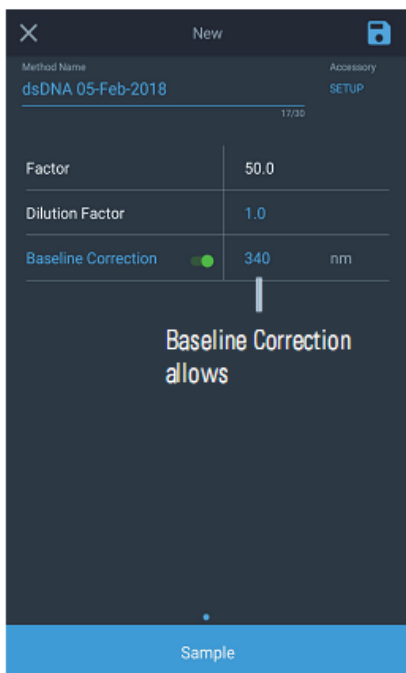 New
Method Name
Accessory
dsDNA 05-Feb-2018
SETUP
17/30
Factor 50.0
Dilution Factor 1.0
Baseline Correction 340 nm
Baseline Correction
allows
Sample